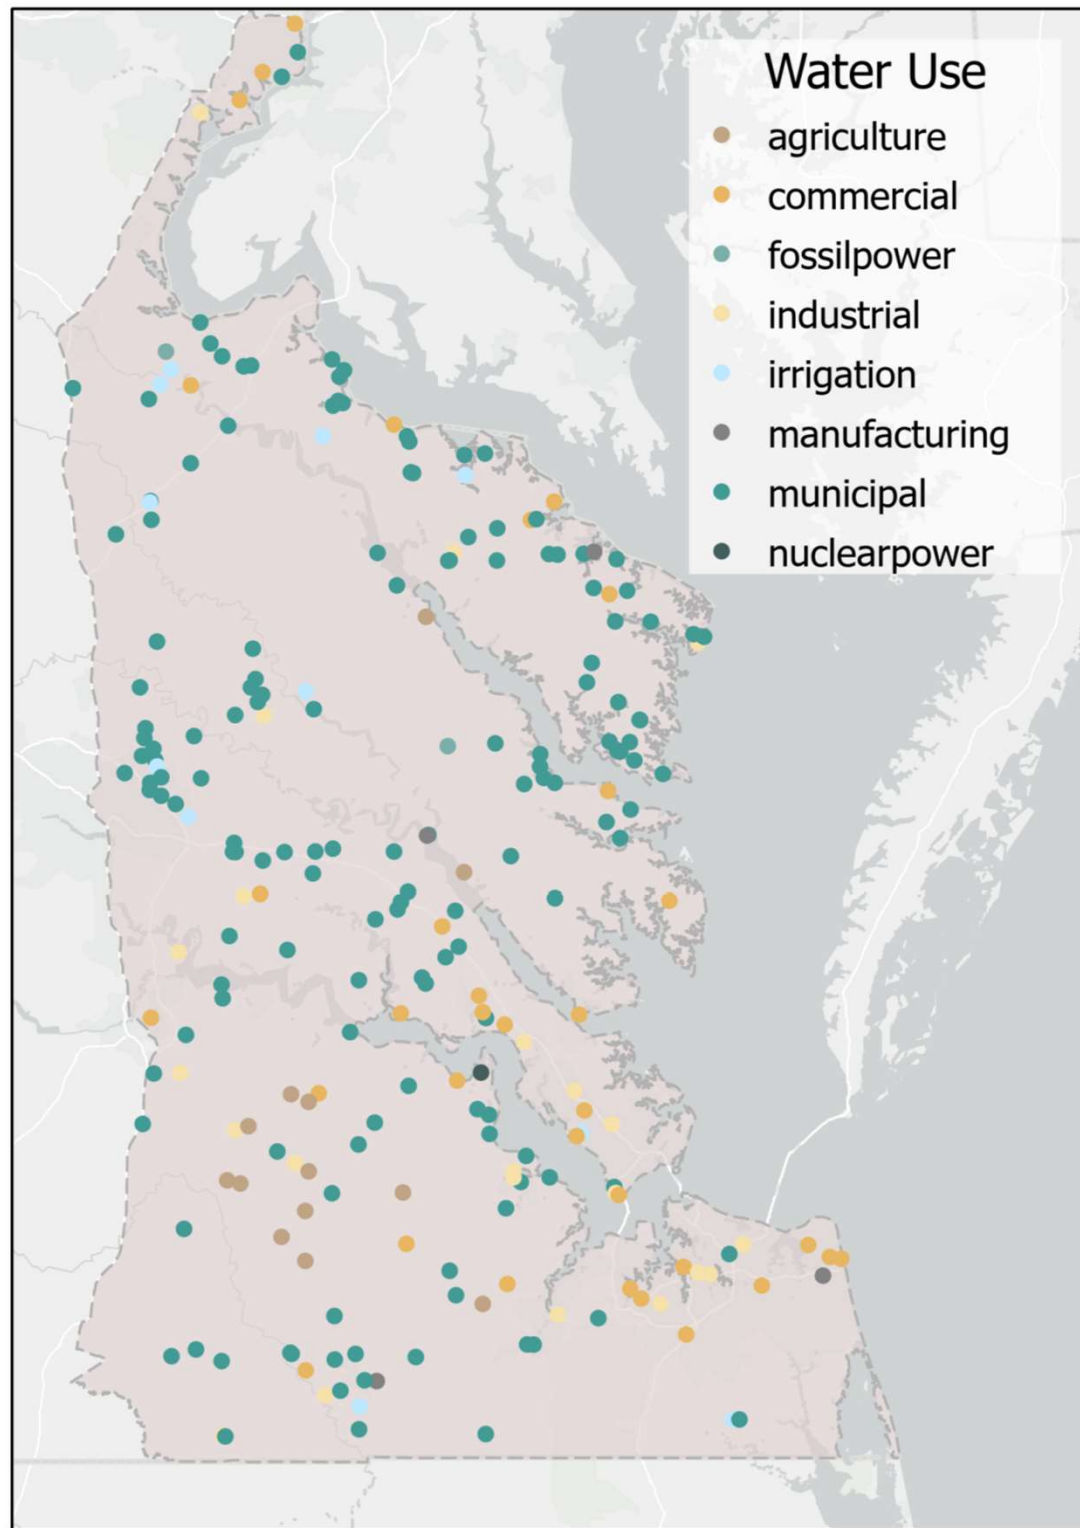 Water Use
agriculture
commercial
fossilpower
industrial
irrigation
manufacturing
municipal
nuclearpower